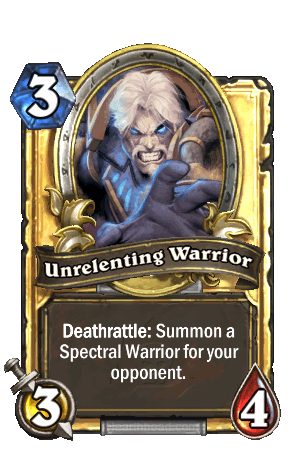 3
Unrelenting Warrior
Deathrattle: Summon a
Spectral Warrior for your
opponent.
3
4